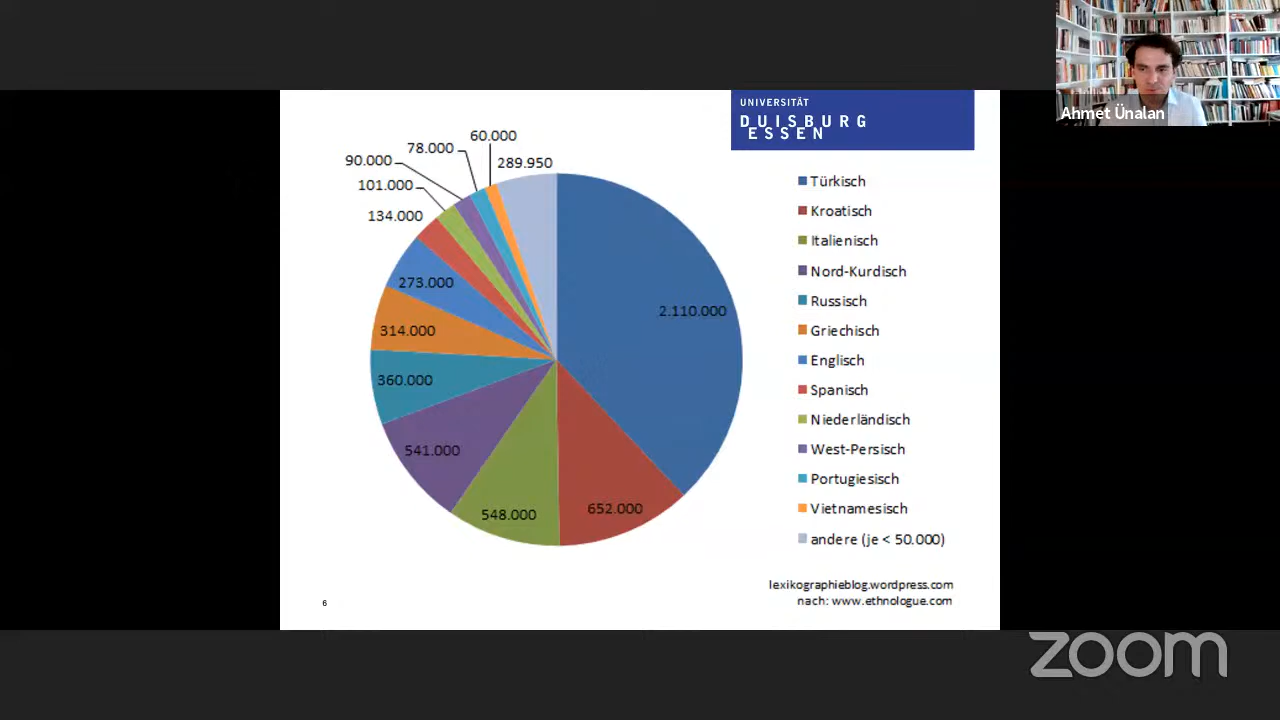 Ahmet Ünalan
UNIVERSITÄT
DUISBURG
ESSEN
60.000
78.000
289.950
90.000
101.000
134.000
273.000
314.000
360.000
541.000
548.000
652.000
2.110.000
Türkisch
Kroatisch
Italienisch
Nord-Kurdisch
Russisch
Griechisch
Englisch
Spanisch
Niederländisch
West-Persisch
Portugiesisch
Vietnamesisch
andere (je < 50.000)
lexikographieblog.wordpress.com
nach: www.ethnologue.com
6
zoom